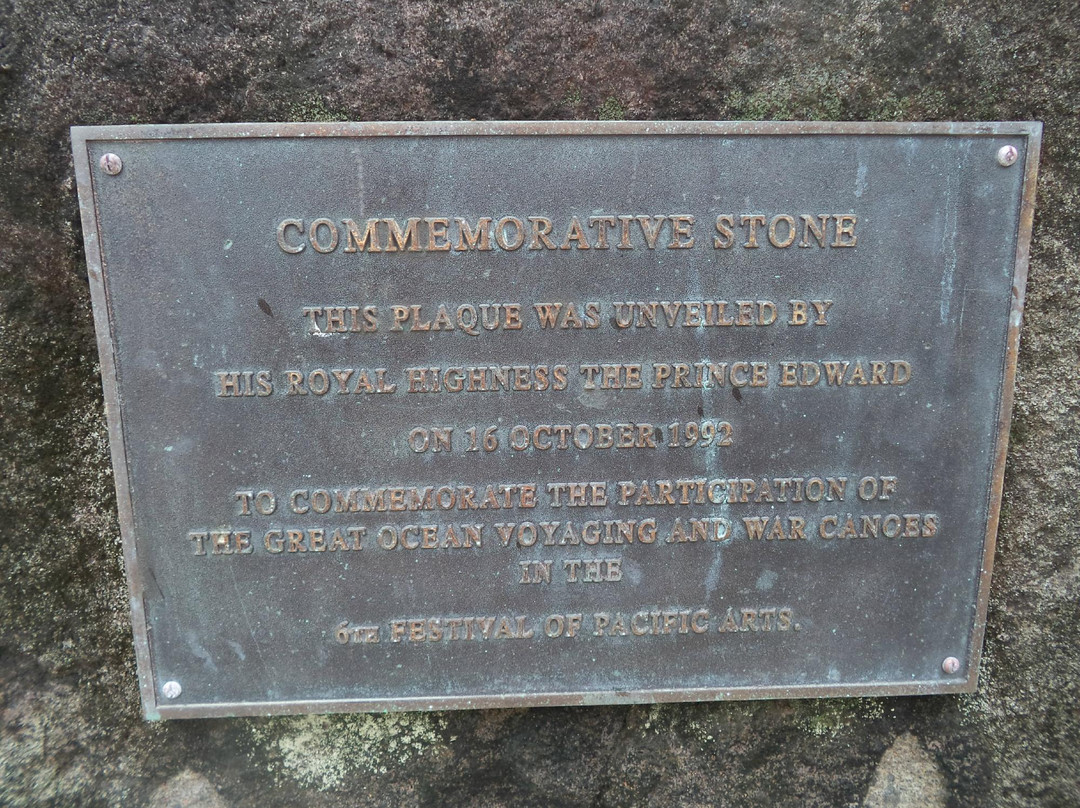 COMMEMORATIVE STONE
THIS PLAQUE WAS UNVEILED BY
HIS ROYAL HIGHNESS THE PRINCE EDWARD
ON 16 OCTOBER 1992
TO COMMEMORATE THE PARTICIPATION OF
THE GREAT OCEAN VOYAGING AND WAR CANOES
IN THE
6TH FESTIVAL OF PACIFIC ARTS.